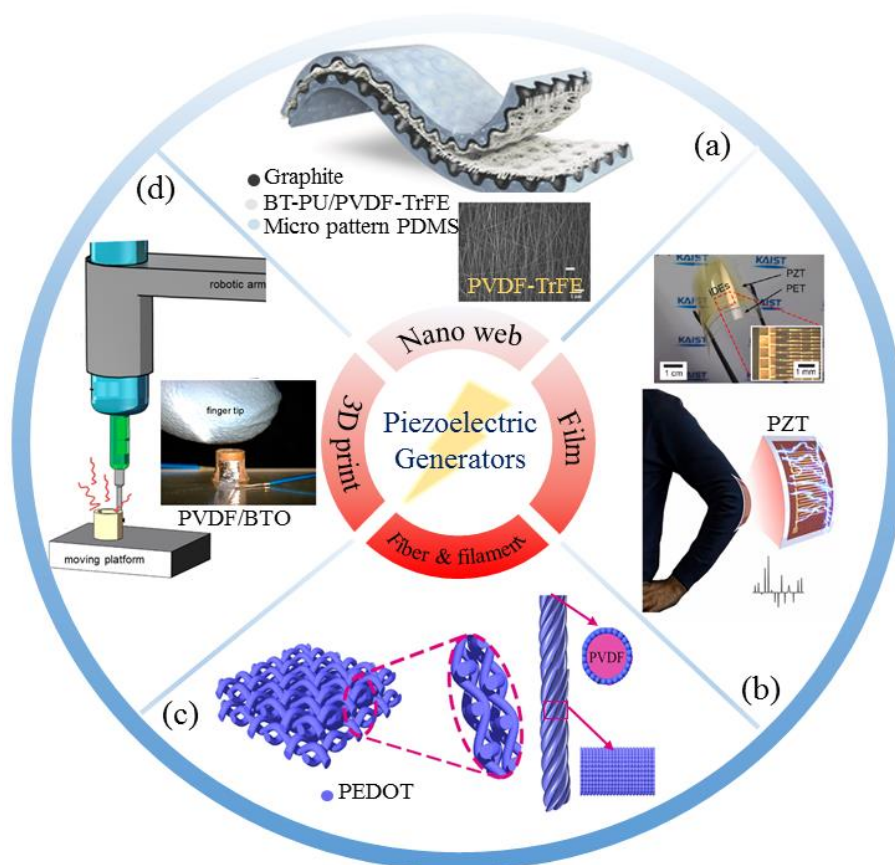 (a)
Graphite
BT-PU/PVDF-TrFE
Micro pattern PDMS
PVDF-TrFE
(d)
robotic arm
finger tip
PVDF/BTO
moving platform
Nano web
3D print
Film
Fiber & filament
Piezoelectric
Generators
KAIST
KAIST
KAIST
KAIST
IDEs
PZT
PET
1 cm
1 mm
PZT
(b)
(c)
PEDOT
PVDF